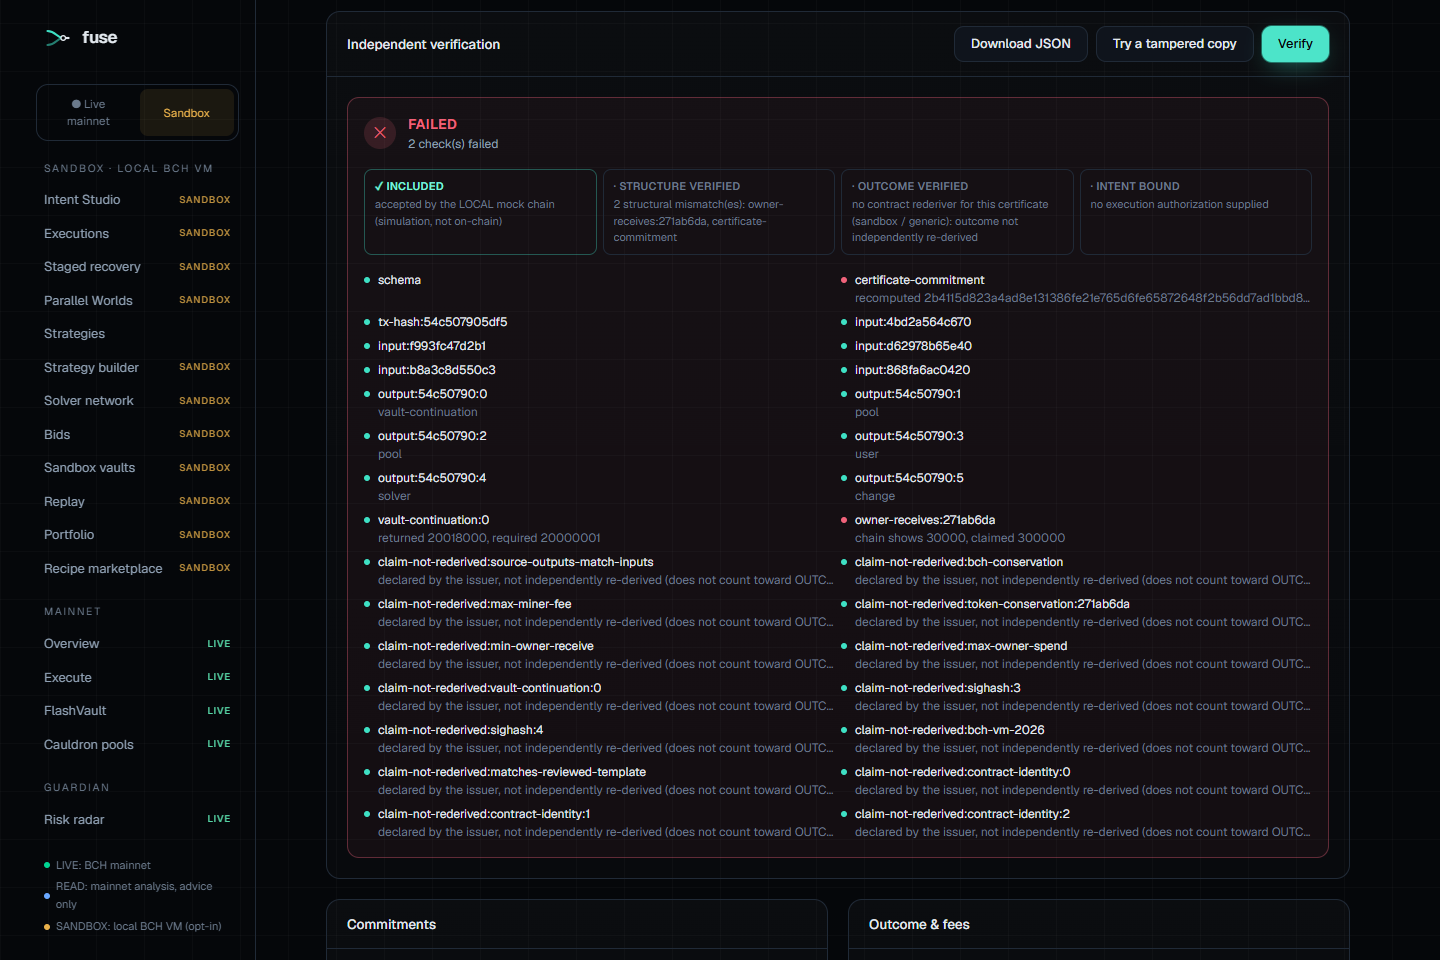 fuse
Live
mainnet
Sandbox
SANDBOX · LOCAL BCH VM
Intent Studio SANDBOX
Executions SANDBOX
Staged recovery SANDBOX
Parallel Worlds SANDBOX
Strategies
Strategy builder SANDBOX
Solver network SANDBOX
Bids SANDBOX
Sandbox vaults SANDBOX
Replay SANDBOX
Portfolio SANDBOX
Recipe marketplace SANDBOX
MAINNET
Overview LIVE
Execute LIVE
FlashVault LIVE
Cauldron pools LIVE
GUARDIAN
Risk radar LIVE
LIVE: BCH mainnet
READ: mainnet analysis, advice
only
SANDBOX: local BCH VM (opt-in)
Independent verification
Download JSON
Try a tampered copy
Verify
FAILED
2 check(s) failed
✓ INCLUDED
accepted by the LOCAL mock chain
(simulation, not on-chain)
· STRUCTURE VERIFIED
2 structural mismatch(es): owner-
receives:271ab6da, certificate-
commitment
· OUTCOME VERIFIED
no contract rederiver for this certificate
(sandbox / generic): outcome not
independently re-derived
· INTENT BOUND
no execution authorization supplied
schema
certificate-commitment
recomputed 2b4115d823a4ad8e131386fe21e765d6fe65872648f2b56dd7ad1bbd8...
tx-hash:54c507905df5
input:4bd2a564c670
input:f993fc47d2b1
input:d62978b65e40
input:b8a3c8d550c3
input:868fa6ac0420
output:54c50790:0
vault-continuation
output:54c50790:1
pool
output:54c50790:2
pool
output:54c50790:3
user
output:54c50790:4
solver
output:54c50790:5
change
vault-continuation:0
returned 20018000, required 20000001
owner-receives:271ab6da
chain shows 30000, claimed 300000
claim-not-rederived:source-outputs-match-inputs
declared by the issuer, not independently re-derived (does not count toward OUTC...
claim-not-rederived:bch-conservation
declared by the issuer, not independently re-derived (does not count toward OUTC...
claim-not-rederived:max-miner-fee
declared by the issuer, not independently re-derived (does not count toward OUTC...
claim-not-rederived:token-conservation:271ab6da
declared by the issuer, not independently re-derived (does not count toward OUTC...
claim-not-rederived:min-owner-receive
declared by the issuer, not independently re-derived (does not count toward OUTC...
claim-not-rederived:max-owner-spend
declared by the issuer, not independently re-derived (does not count toward OUTC...
claim-not-rederived:vault-continuation:0
declared by the issuer, not independently re-derived (does not count toward OUTC...
claim-not-rederived:sighash:3
declared by the issuer, not independently re-derived (does not count toward OUTC...
claim-not-rederived:sighash:4
declared by the issuer, not independently re-derived (does not count toward OUTC...
claim-not-rederived:bch-vm-2026
declared by the issuer, not independently re-derived (does not count toward OUTC...
claim-not-rederived:matches-reviewed-template
declared by the issuer, not independently re-derived (does not count toward OUTC...
claim-not-rederived:contract-identity:0
declared by the issuer, not independently re-derived (does not count toward OUTC...
claim-not-rederived:contract-identity:1
declared by the issuer, not independently re-derived (does not count toward OUTC...
claim-not-rederived:contract-identity:2
declared by the issuer, not independently re-derived (does not count toward OUTC...
Commitments
Outcome & fees